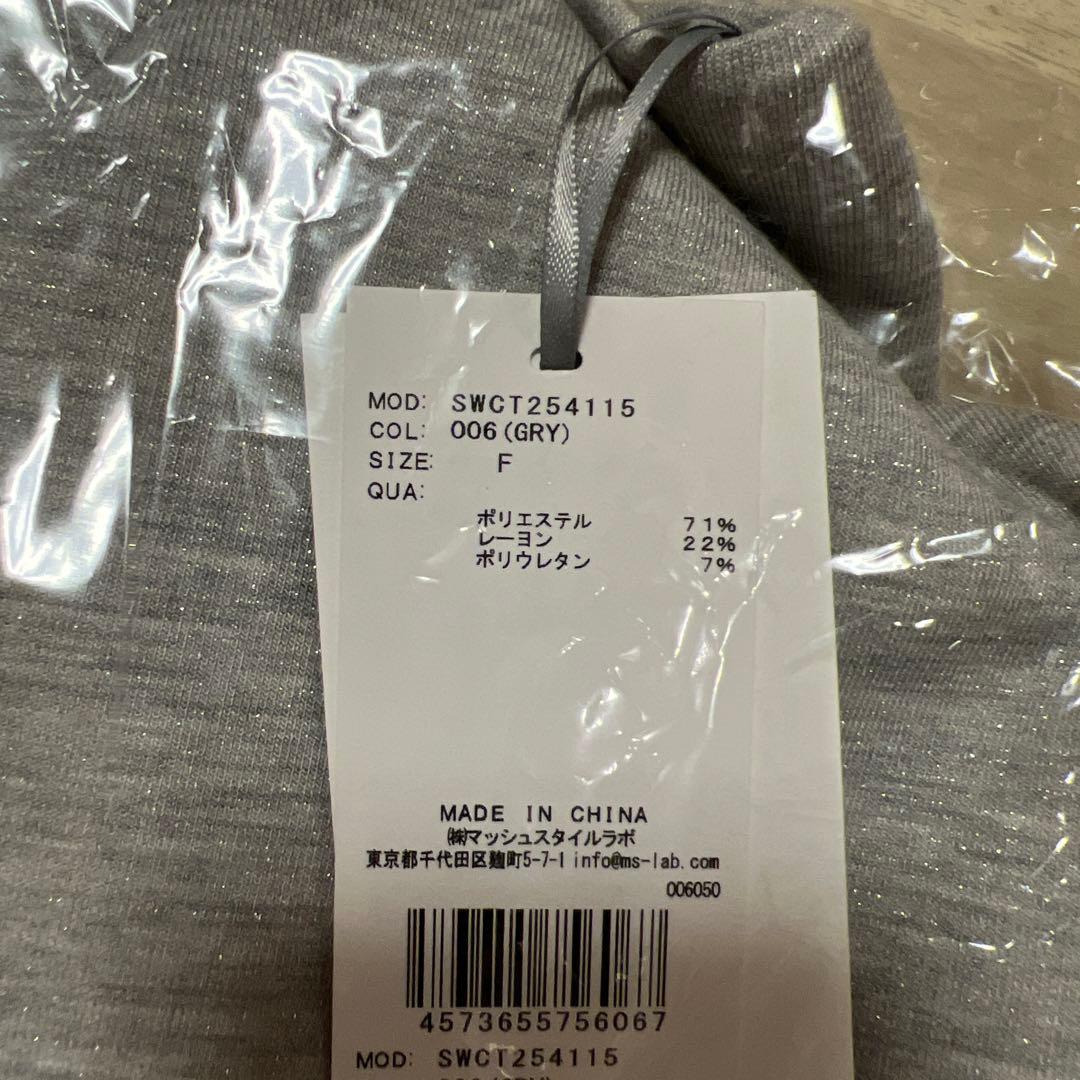 MOD: SWCT254115
COL: 006(GRY)
SIZE: F
QUA:
ポリエステル 71%
レーヨン 22%
ポリウレタン 7%
MADE IN CHINA
㈱マッシュスタイルラボ
東京都千代田区麹町5-7-1 info@ms-lab.com
006050
4573655756067
MOD: SWCT254115